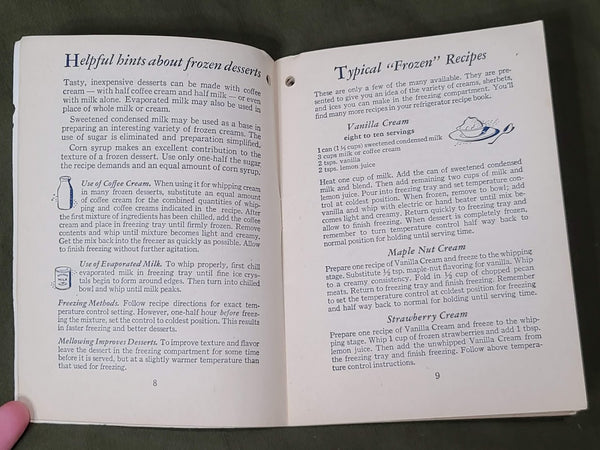 Helpful hints about frozen desserts
Tasty, inexpensive desserts can be made with coffee
cream — with half coffee cream and half milk — or even
with milk alone. Evaporated milk may also be used in
place of whole milk or cream.
Sweetened condensed milk may be used as a base in
preparing an interesting variety of frozen creams. The
use of sugar is eliminated and preparation simplified.
Corn syrup makes an excellent contribution to the
texture of a frozen dessert. Use only one-half the sugar
the recipe demands and an equal amount of corn syrup.
Use of Coffee Cream. When using it for whipping cream
in many frozen desserts, substitute an equal amount
of coffee cream for the combined quantities of whip-
ping and coffee creams indicated in the recipe. After
the first mixture of ingredients has been chilled, add the coffee
cream and place in freezing tray until firmly frozen. Remove
contents and whip until mixture becomes light and creamy.
Get the mix back into the freezer as quickly as possible. Allow
to finish freezing without further agitation.
Use of Evaporated Milk. To whip properly, first chill
evaporated milk in freezing tray until fine ice crys-
tals begin to form around edges. Then turn into chilled
bowl and whip until milk peaks.
Freezing Methods. Follow recipe directions for exact tem-
perature control setting. However, one-half hour before freez-
ing the mixture, set the control to coldest position. This results
in faster freezing and better desserts.
Mellowing Improves Desserts. To improve texture and flavor
leave the dessert in the freezing compartment for some time
before it is served, but at a slightly warmer temperature than
that used for freezing.
8
Typical "Frozen" Recipes
These are only a few of the many available. They are pre-
sented to give you an idea of the variety of creams, sherbets,
and ices you can make in the freezing compartment. You'll
find many more recipes in your refrigerator recipe book.
Vanilla Cream
eight to ten servings
1 can (1⅓ cups) sweetened condensed milk
3 cups milk or coffee cream
2 tsps. vanilla
2 tsps. lemon juice
Heat one cup of milk. Add the can of sweetened condensed
milk and blend. Then add remaining two cups of milk and
lemon juice. Pour into freezing tray and set temperature con-
trol at coldest position. When frozen, remove to bowl; add
vanilla and whip with electric or hand beater until mix be-
comes light and creamy. Return quickly to freezing tray and
allow to finish freezing. When dessert is completely frozen,
remember to turn temperature control half way back to
normal position for holding until serving time.
Maple Nut Cream
Prepare one recipe of Vanilla Cream and freeze to the whipping
stage. Substitute ½ tsp. maple-nut flavoring for vanilla. Whip
to a creamy consistency. Fold in ½ cup of chopped pecan
meats. Return to freezing tray and finish freezing. Remember
to set the temperature control at coldest position for freezing
and half way back to normal for holding until serving time.
Strawberry Cream
Prepare one recipe of Vanilla Cream and freeze to the whip-
ping stage. Whip 1 cup of frozen strawberries and add 1 tbsp.
lemon juice. Then add the unwhipped Vanilla Cream from
the freezing tray and finish freezing. Follow above tempera-
ture control instructions.
9